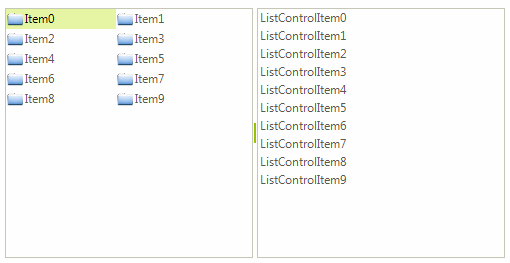 Item0 Item1
Item2 Item3
Item4 Item5
Item6 Item7
Item8 Item9
ListControlItem0
ListControlItem1
ListControlItem2
ListControlItem3
ListControlItem4
ListControlItem5
ListControlItem6
ListControlItem7
ListControlItem8
ListControlItem9